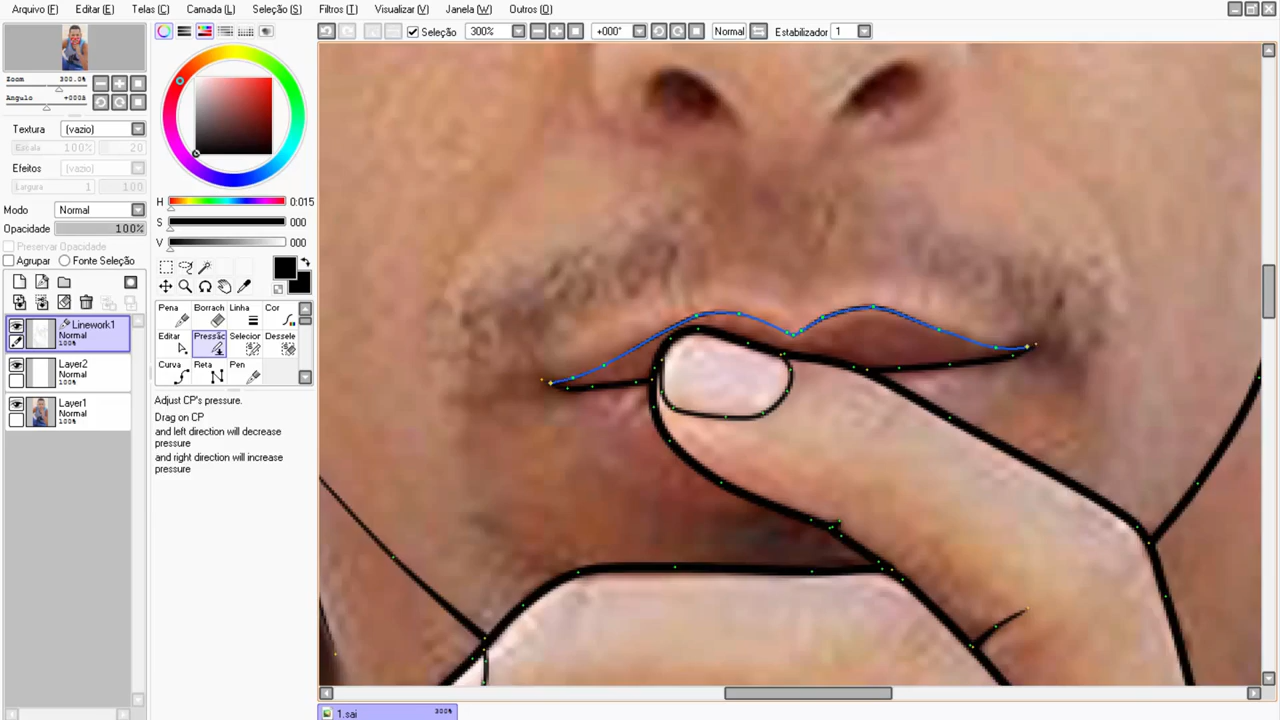 Arquivo (F) Editar (E) Telas (C) Camada (L) Seleção (S) Filtros (T) Visualizar (V) Janela (W) Outros (O)
Seleção 300% +000° Normal Estabilizador 1
Zoom 300.0%
Angulo +000Β
Textura (vazio)
Escala 100% 20
Efeitos (vazio)
Largura 1 100
Modo Normal
Opacidade 100%
Preservar Opacidade
Agrupar Fonte Seleção
Linework1
Normal
100%
Layer2
Normal
100%
Layer1
Normal
100%
H 0:015
S 000
V 000
Pena Borrach Linha Cor
Editar Pressão Selecior Dessele
Curva Reta Pen
Adjust CP's pressure.
Drag on CP
and left direction will decrease
pressure
and right direction will increase
pressure
1.sai 300%